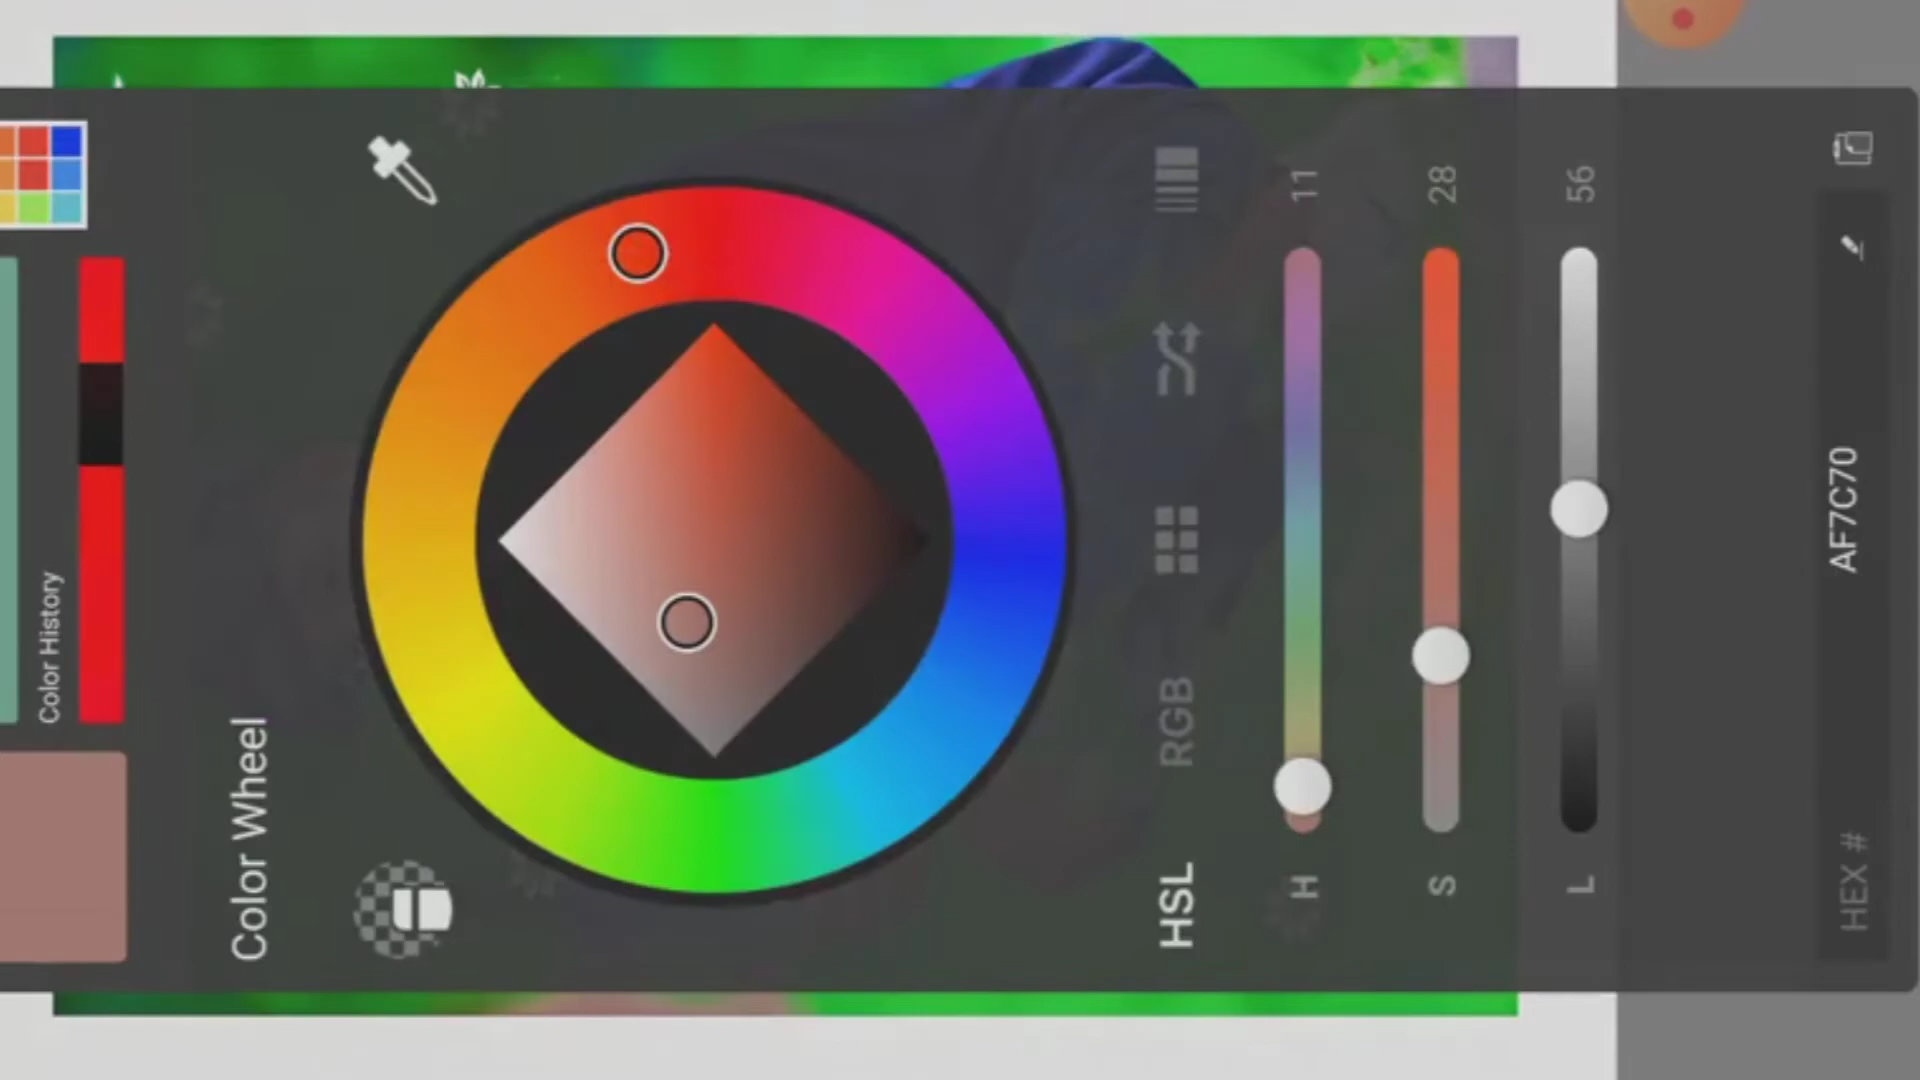 Color History
Color Wheel
HSL
RGB
H
11
S
28
L
56
HEX #
AF7C70